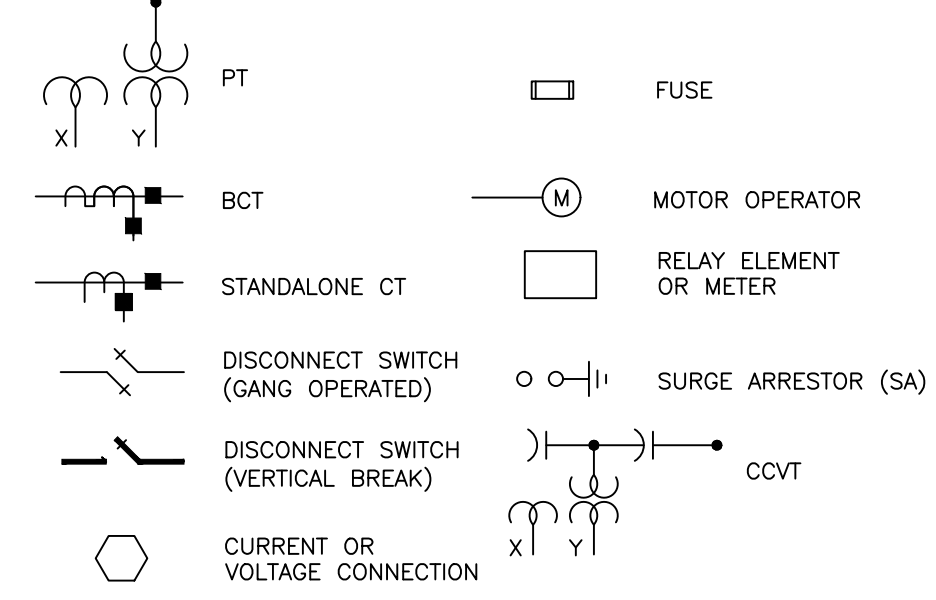 PT
X Y
BCT
STANDALONE CT
DISCONNECT SWITCH
(GANG OPERATED)
DISCONNECT SWITCH
(VERTICAL BREAK)
CURRENT OR
VOLTAGE CONNECTION
FUSE
M
MOTOR OPERATOR
RELAY ELEMENT
OR METER
SURGE ARRESTOR (SA)
CCVT
X Y